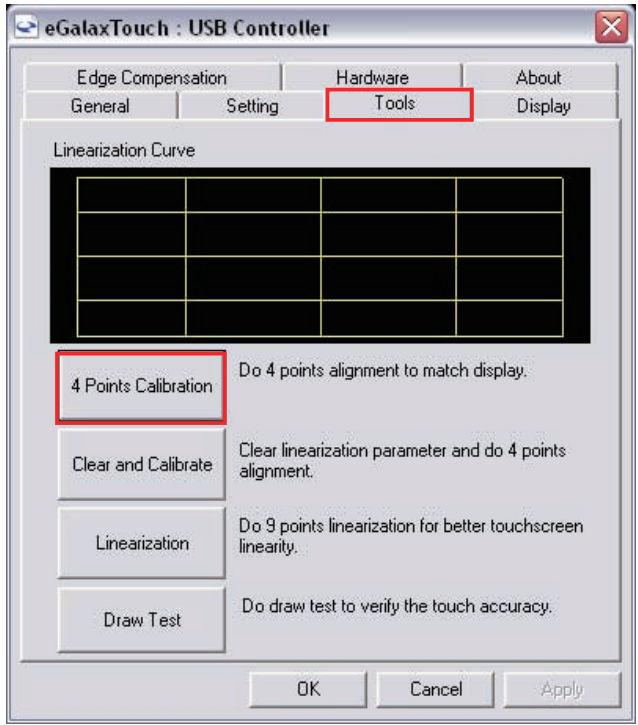 eGalaxTouch : USB Controller
Edge Compensation Hardware About
General Setting Tools Display
Linearization Curve
4 Points Calibration
Do 4 points alignment to match display.
Clear and Calibrate
Clear linearization parameter and do 4 points
alignment.
Linearization
Do 9 points linearization for better touchscreen
linearity.
Draw Test
Do draw test to verify the touch accuracy.
OK Cancel Apply